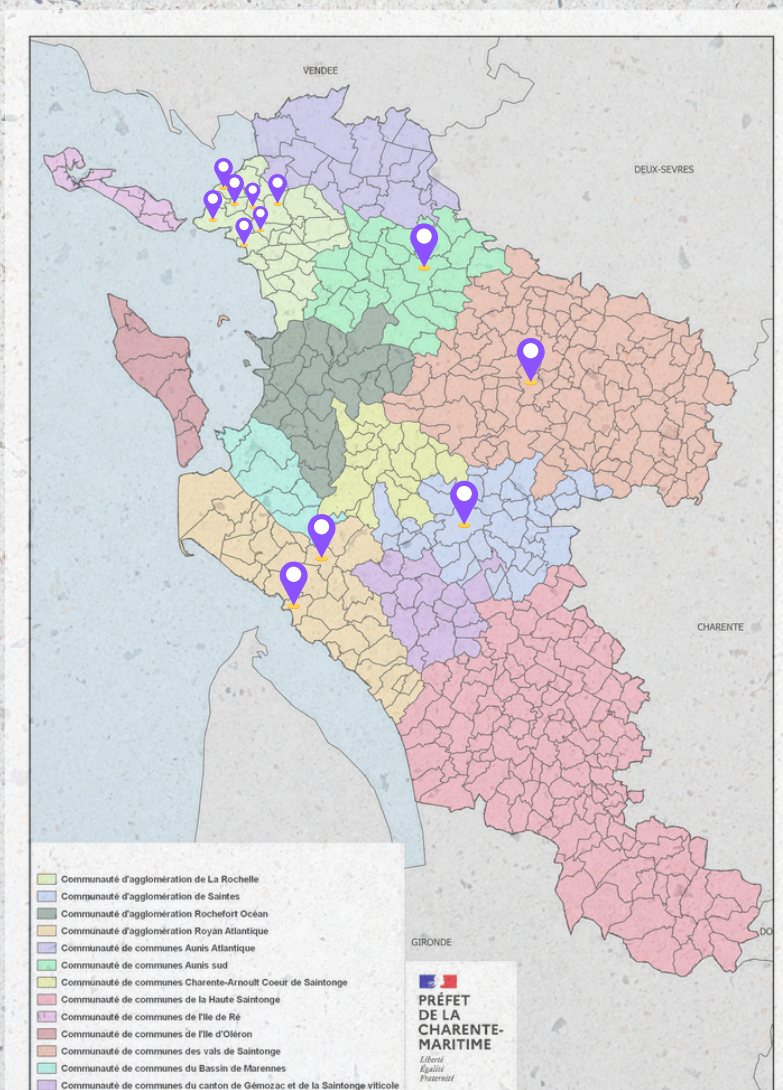 VENDEE
DEUX-SEVRES
CHARENTE
DO
GIRONDE
Communauté d'agglomération de La Rochelle
Communauté d'agglomération de Saintes
Communauté d'agglomération Rochefort Océan
Communauté d'agglomération Royan Atlantique
Communauté de communes Aunis Atlantique
Communauté de communes Aunis sud
Communauté de communes Charente-Arnoult Coeur de Saintonge
Communauté de communes de la Haute Saintonge
Communauté de communes de l'Ile de Ré
Communauté de communes de l'Ile d'Oléron
Communauté de communes des vals de Saintonge
Communauté de communes du Bassin de Marennes
Communauté de communes du canton de Gémozac et de la Saintonge viticole
PRÉFET
DE LA
CHARENTE-
MARITIME
Liberté
Égalité
Fraternité